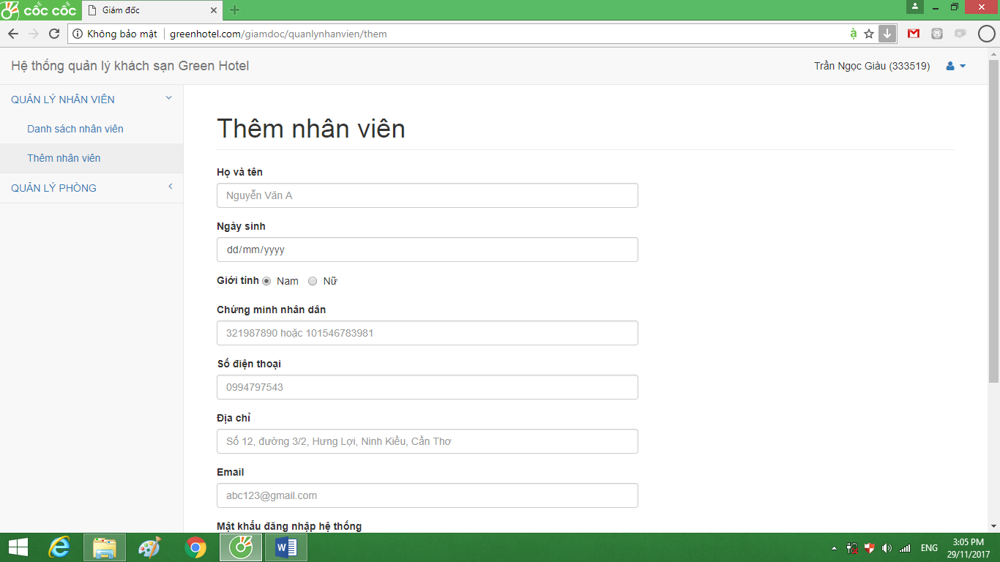 cốc cốc
Giám đốc
Không bảo mật
greenhotel.com/giamdoc/quanlynhanvien/them
Hệ thống quản lý khách sạn Green Hotel
Trần Ngọc Giàu (333519)
QUẢN LÝ NHÂN VIÊN
Danh sách nhân viên
Thêm nhân viên
QUẢN LÝ PHÒNG
Thêm nhân viên
Họ và tên
Nguyễn Văn A
Ngày sinh
dd/mm/yyyy
Giới tính Nam Nữ
Chứng minh nhân dân
321987890 hoặc 101546783981
Số điện thoại
0994797543
Địa chỉ
Số 12, đường 3/2, Hưng Lợi, Ninh Kiều, Cần Thơ
Email
abc123@gmail.com
Mật khẩu đăng nhập hệ thống
ENG
3:05 PM
29/11/2017